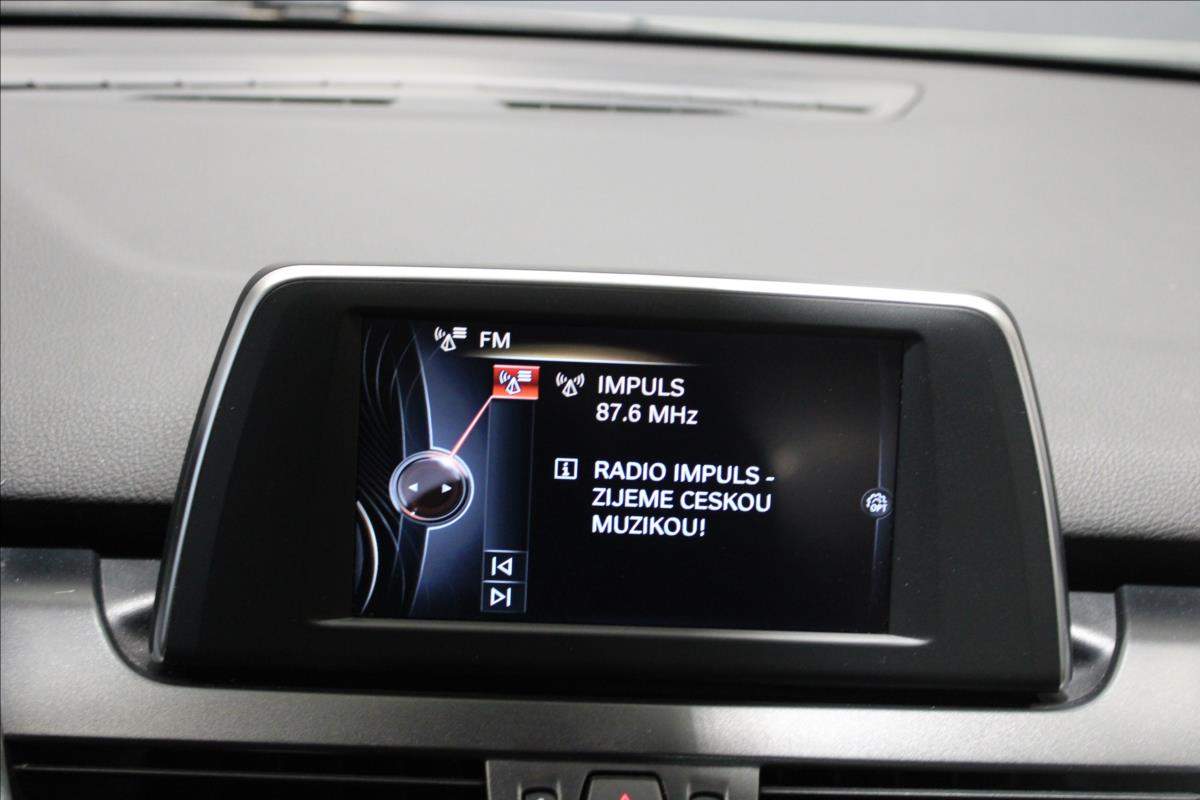 FM
IMPULS
87.6 MHz
RADIO IMPULS -
ZIJEME CESKOU
MUZIKOU!
OPT